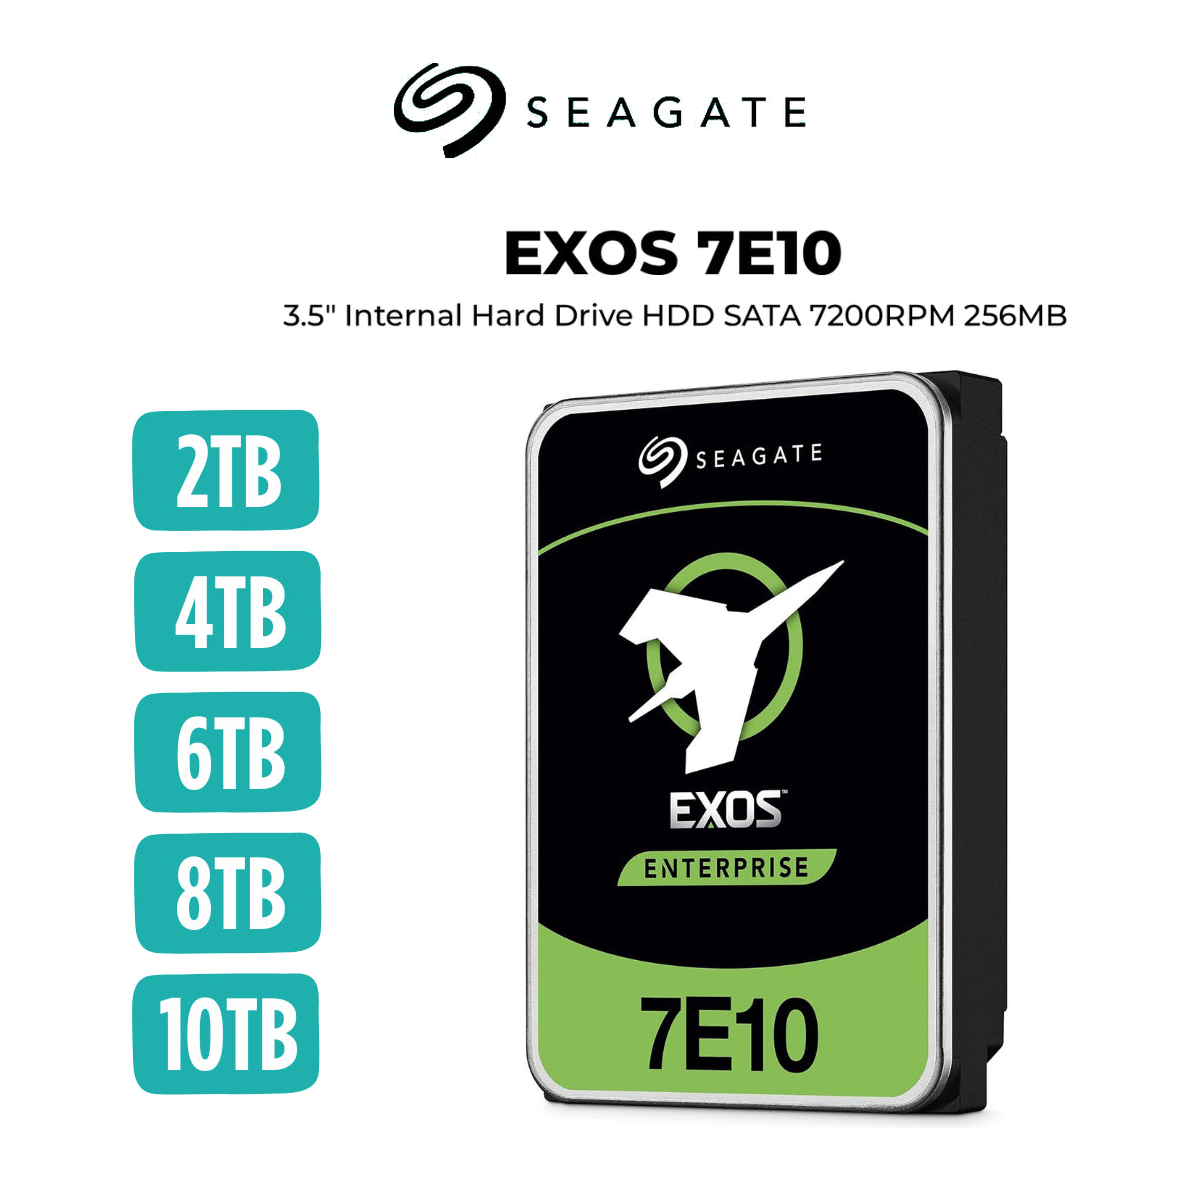 SEAGATE
EXOS 7E10
3.5" Internal Hard Drive HDD SATA 7200RPM 256MB
2TB
4TB
6TB
8TB
10TB
SEAGATE
EXOS™
ENTERPRISE
7E10